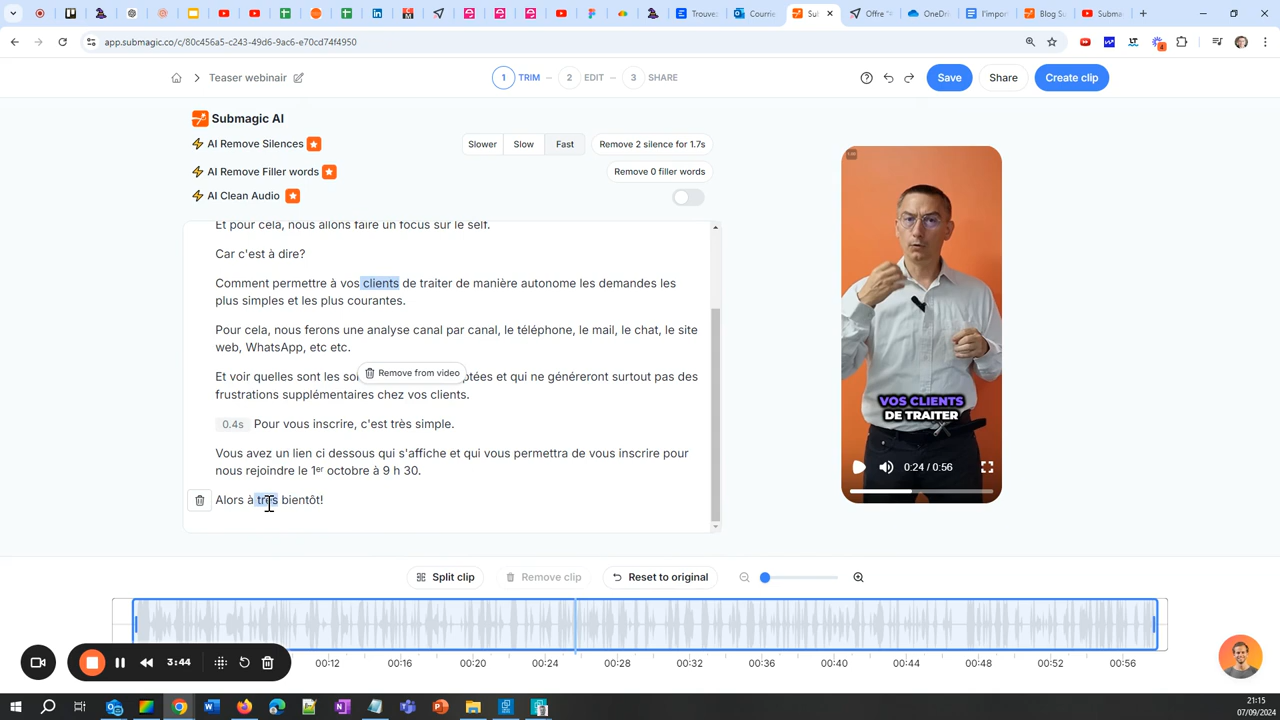 Trouvez
Courrie
Sul
Offre "
OneDri
l'impor
Blog Su
Subma
app.submagic.co/c/80c456a5-c243-49d6-9ac6-e70cd74f4950
Teaser webinair
1 TRIM
2 EDIT
3 SHARE
Save
Share
Create clip
Submagic AI
AI Remove Silences
Slower
Slow
Fast
Remove 2 silence for 1.7s
AI Remove Filler words
Remove 0 filler words
AI Clean Audio
Et pour cela, nous allons faire un focus sur le self.
Car c'est à dire?
Comment permettre à vos clients de traiter de manière autonome les demandes les
plus simples et les plus courantes.
Pour cela, nous ferons une analyse canal par canal, le téléphone, le mail, le chat, le site
web, WhatsApp, etc etc.
Remove from video
Et voir quelles sont les so
ptées et qui ne généreront surtout pas des
frustrations supplémentaires chez vos clients.
0.4s Pour vous inscrire, c'est très simple.
Vous avez un lien ci dessous qui s'affiche et qui vous permettra de vous inscrire pour
nous rejoindre le 1er octobre à 9 h 30.
Alors à très bientôt!
VOS CLIENTS
DE TRAITER
0:24 / 0:56
Split clip
Remove clip
Reset to original
3:44
00:12
00:16
00:20
00:24
00:28
00:32
00:36
00:40
00:44
00:48
00:52
00:56
21:15
07/09/2024